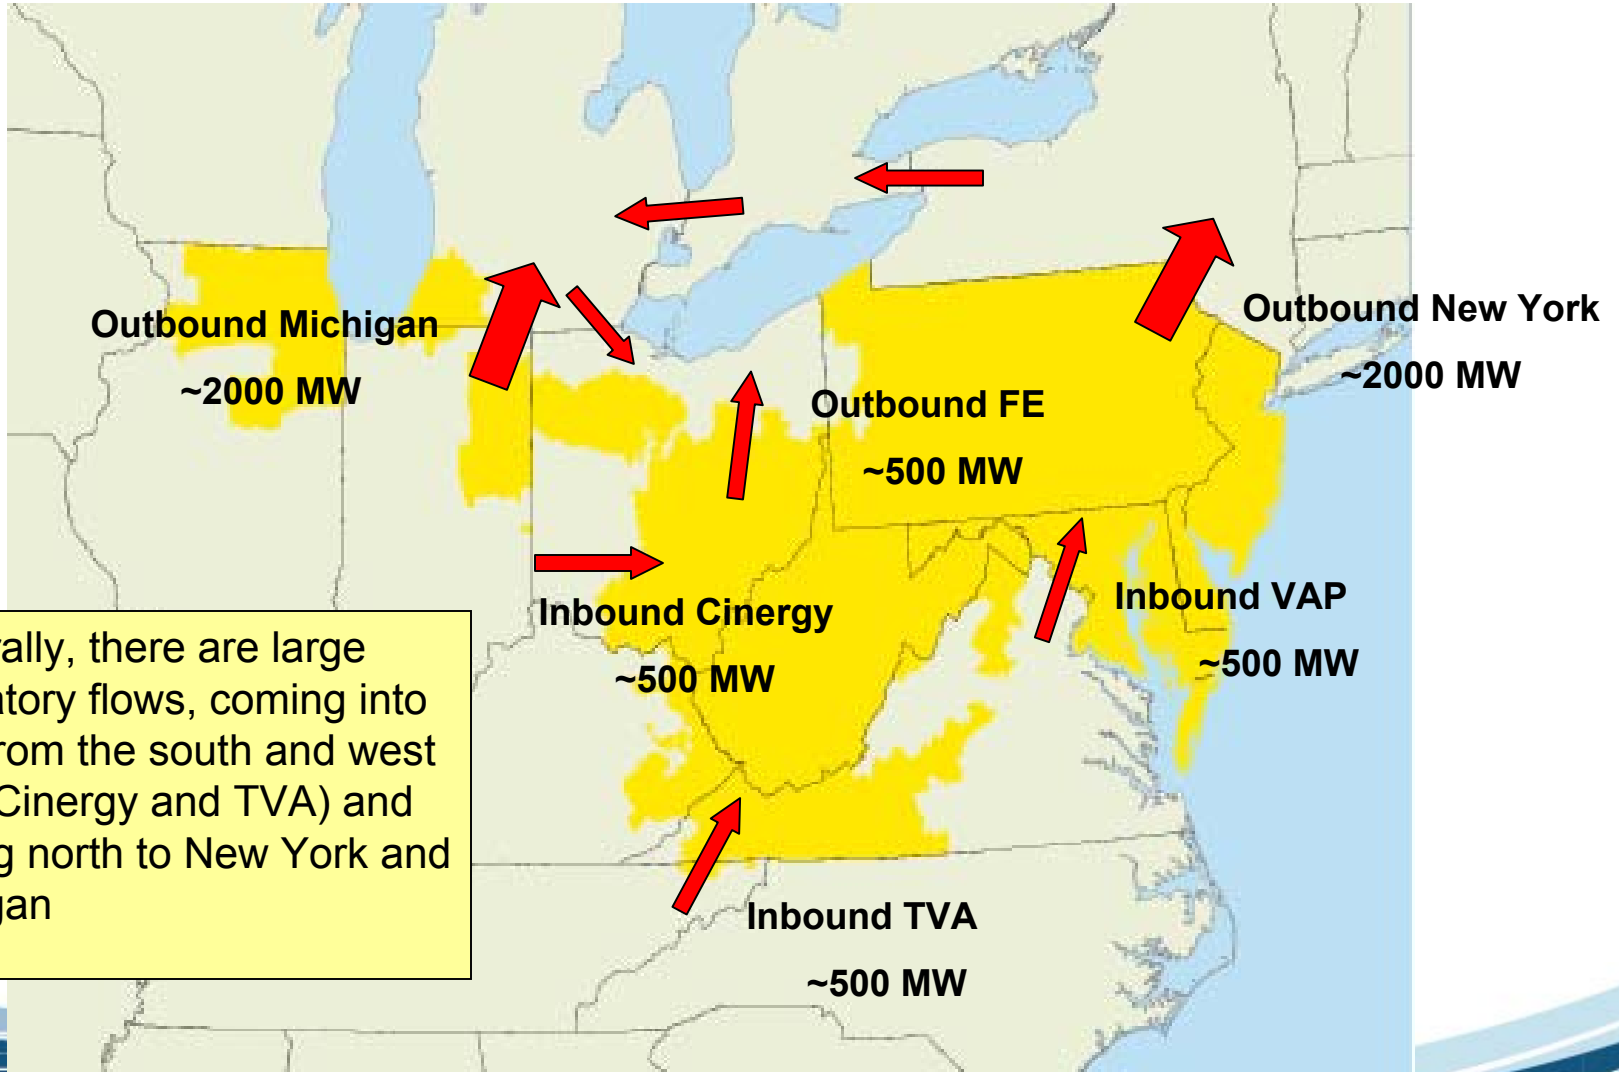 Outbound Michigan
~2000 MW
Outbound New York
~2000 MW
Outbound FE
~500 MW
Inbound Cinergy
~500 MW
Inbound VAP
~500 MW
Inbound TVA
~500 MW
rally, there are large
atory flows, coming into
rom the south and west
Cinergy and TVA) and
g north to New York and
gan